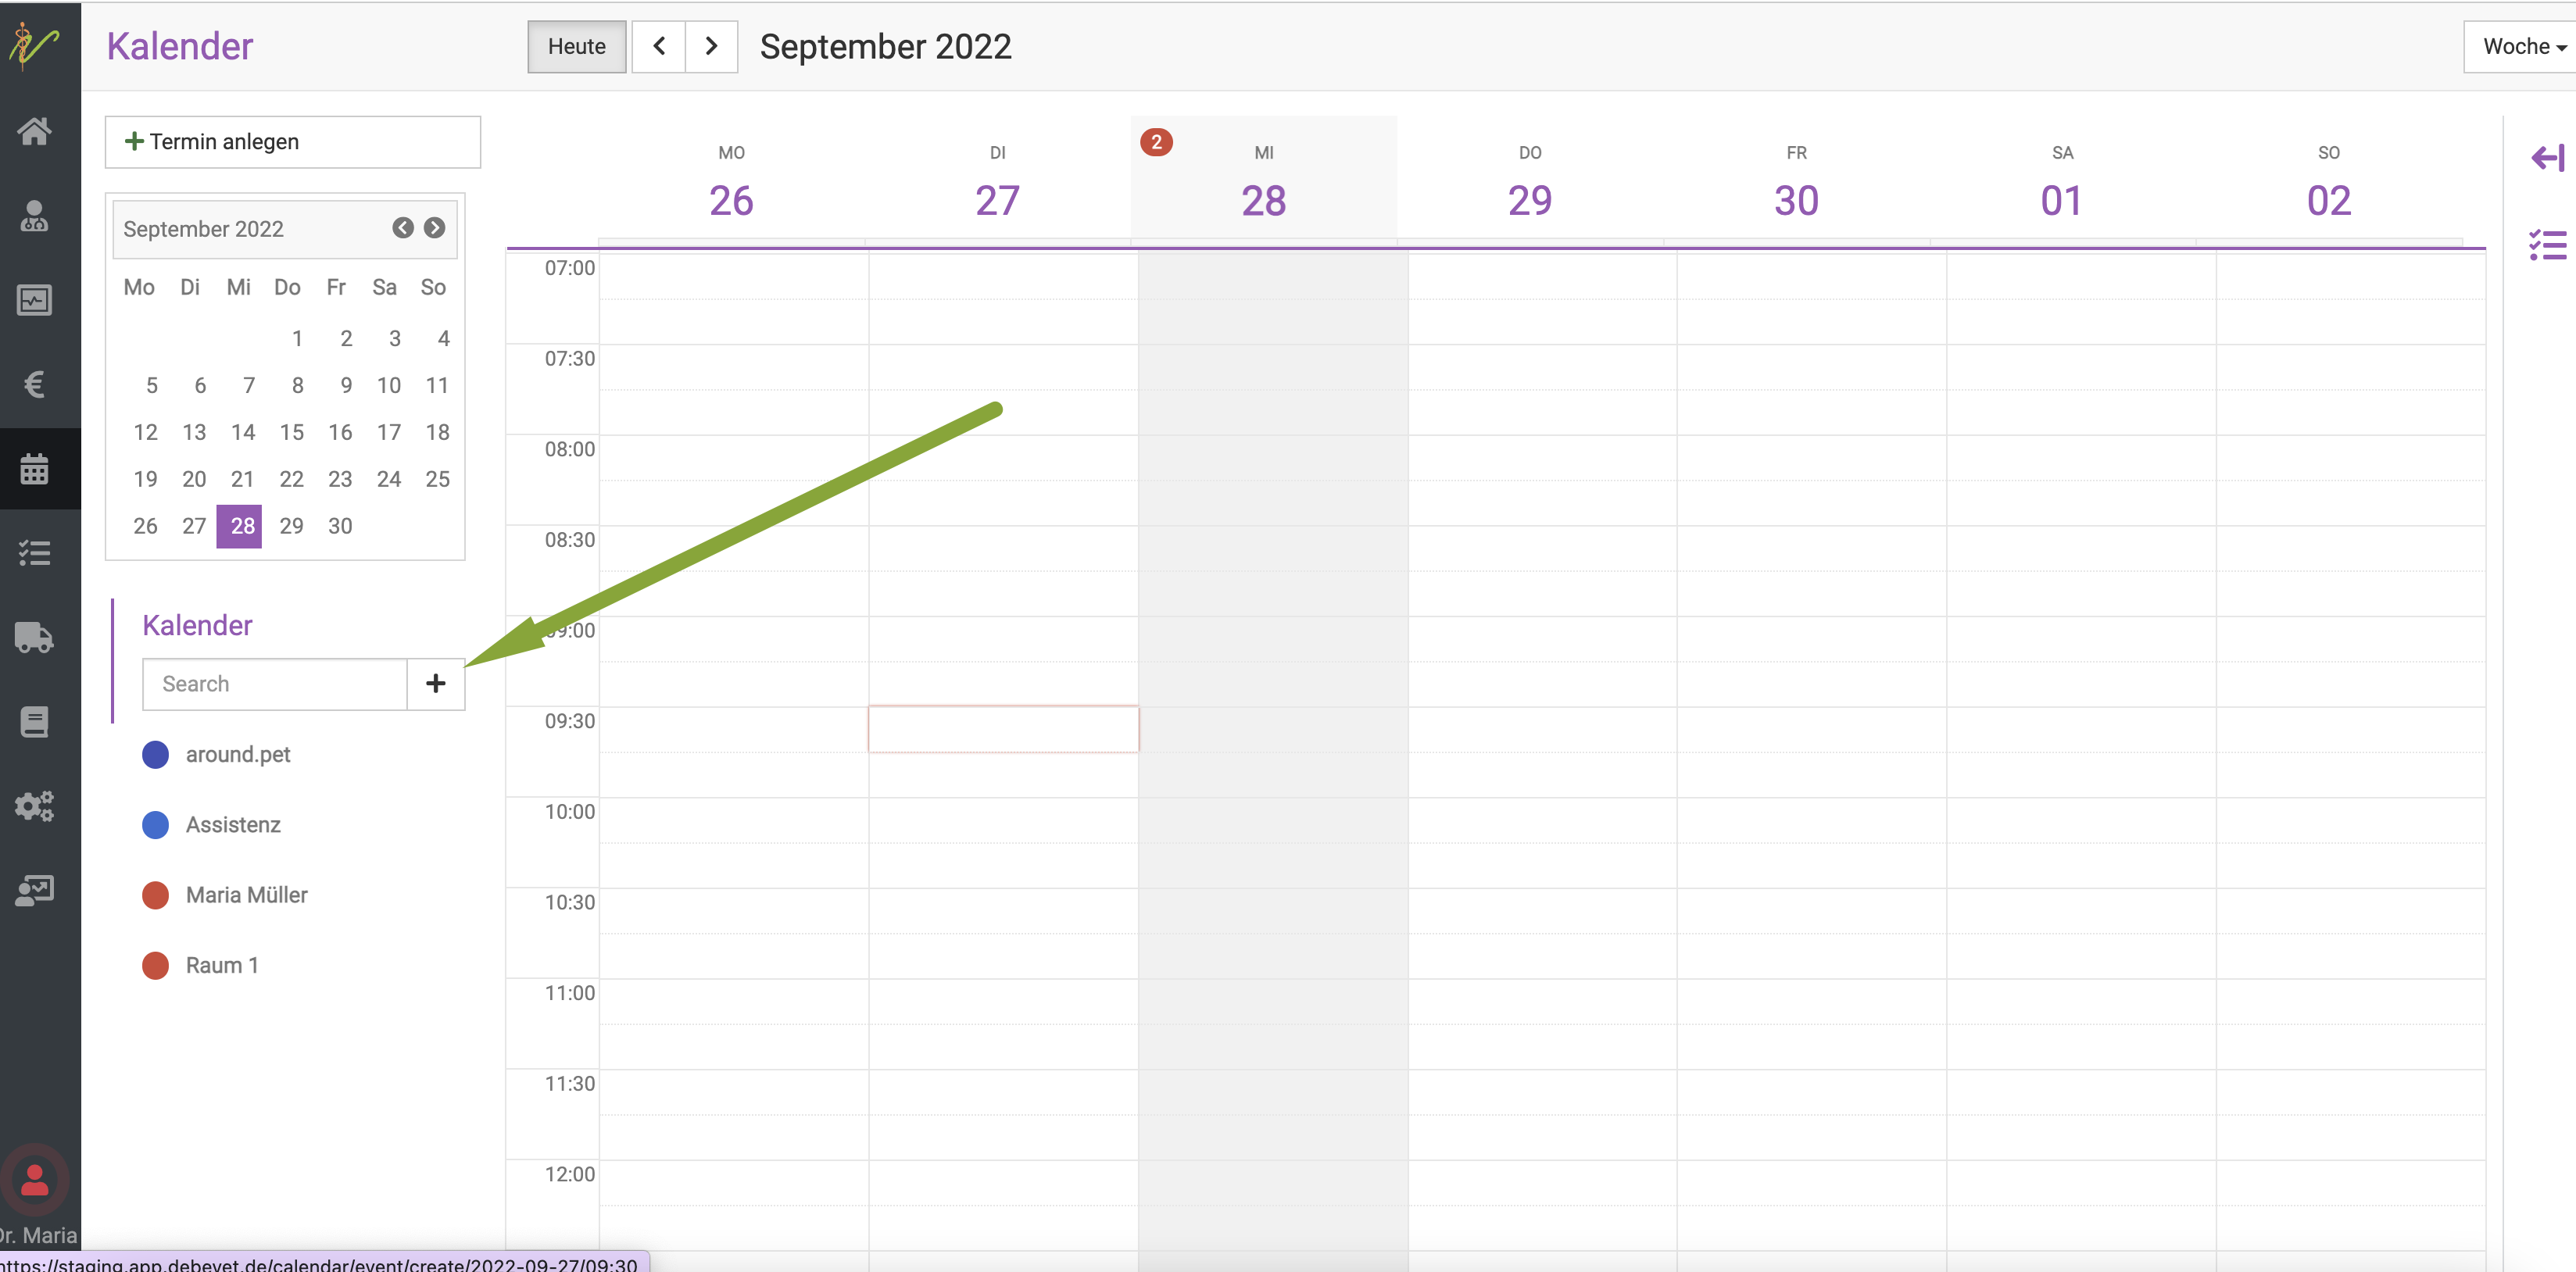 Kalender
Heute
September 2022
Woche
Termin anlegen
September 2022
Mo Di Mi Do Fr Sa So
1 2 3 4
5 6 7 8 9 10 11
12 13 14 15 16 17 18
19 20 21 22 23 24 25
26 27 28 29 30
Kalender
Search
around.pet
Assistenz
Maria Müller
Raum 1
2
MO DI MI DO FR SA SO
26 27 28 29 30 01 02
07:00
07:30
08:00
08:30
09:00
09:30
10:00
10:30
11:00
11:30
12:00
Dr. Maria
https://staging.app.debevet.de/calendar/event/create/2022-09-27/09:30